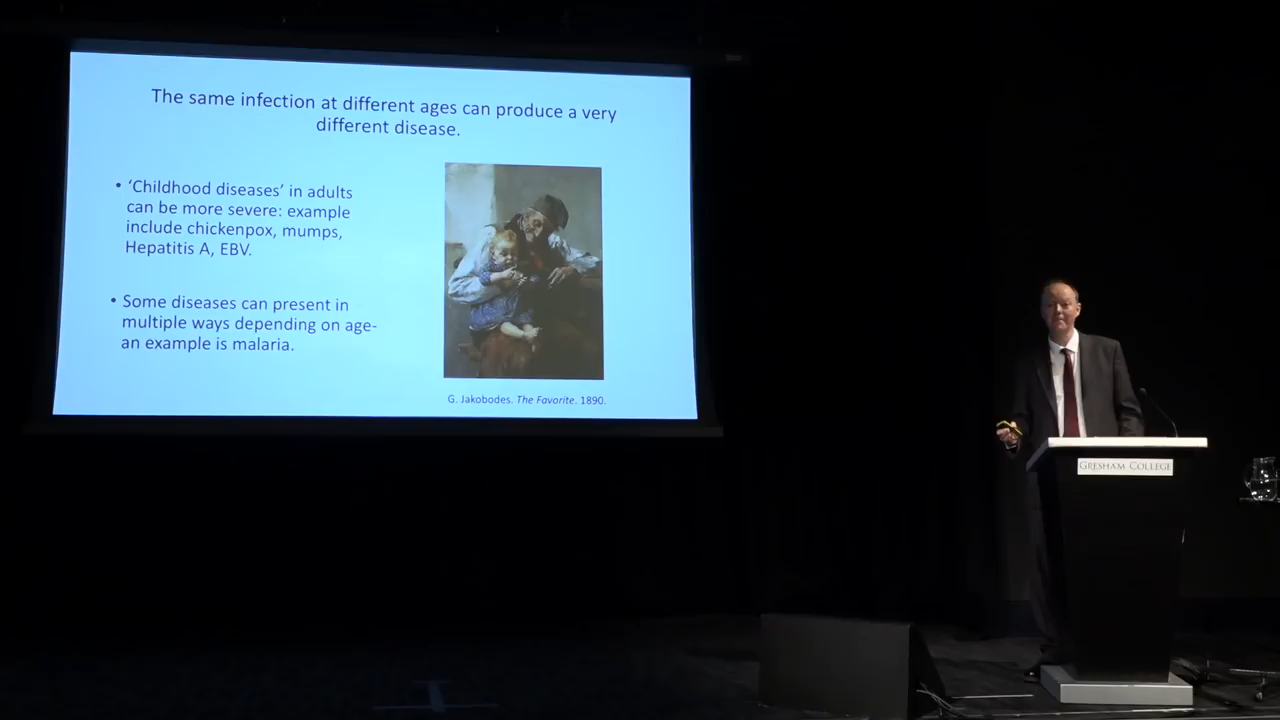 The same infection at different ages can produce a very
different disease.
• ‘Childhood diseases’ in adults
can be more severe: example
include chickenpox, mumps,
Hepatitis A, EBV.
• Some diseases can present in
multiple ways depending on age-
an example is malaria.
G. Jakobodes. The Favorite. 1890.
GRESHAM COLLEGE